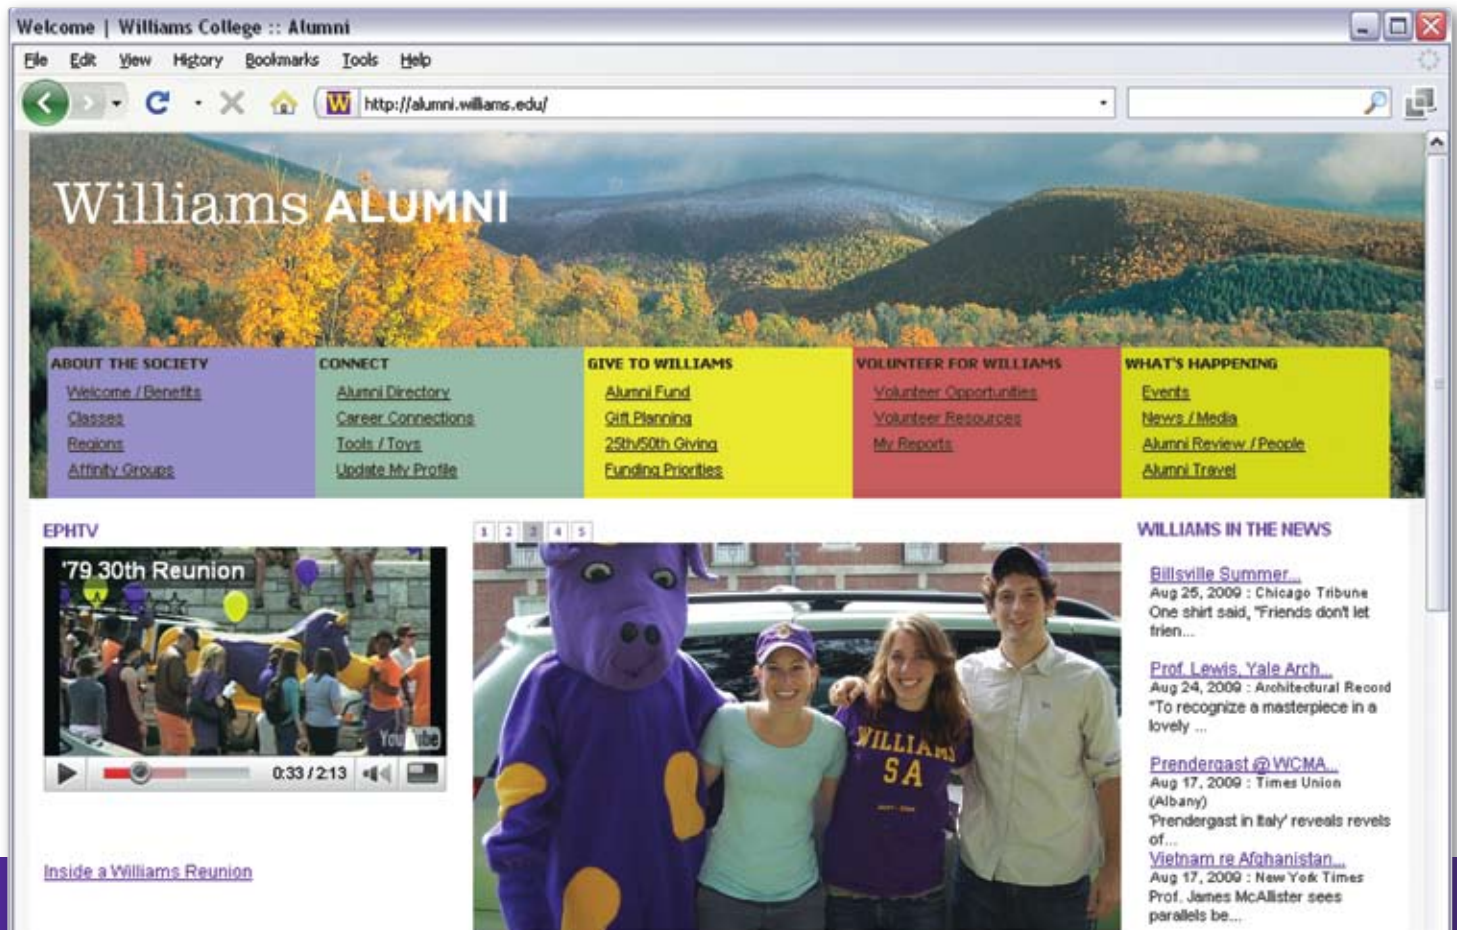 Welcome | Williams College :: Alumni
File Edit View History Bookmarks Tools Help
W http://alumni.williams.edu/
Williams ALUMNI
ABOUT THE SOCIETY
Welcome / Benefits
Classes
Regions
Affinity Groups
CONNECT
Alumni Directory
Career Connections
Tools / Toys
Update My Profile
GIVE TO WILLIAMS
Alumni Fund
Gift Planning
25th/50th Giving
Funding Priorities
VOLUNTEER FOR WILLIAMS
Volunteer Opportunities
Volunteer Resources
My Reports
WHAT'S HAPPENING
Events
News / Media
Alumni Review / People
Alumni Travel
EPHTV
'79 30th Reunion
YouTube
0:33 / 2:13
Inside a Williams Reunion
1 2 3 4 5
WILLIAMS
SA
WILLIAMS IN THE NEWS
Billsville Summer...
Aug 25, 2009 : Chicago Tribune
One shirt said, "Friends don't let
frien...
Prof. Lewis, Yale Arch...
Aug 24, 2009 : Architectural Record
"To recognize a masterpiece in a
lovely ...
Prendergast @ WCMA...
Aug 17, 2009 : Times Union
(Albany)
'Prendergast in Italy' reveals revels
of...
Vietnam re Afghanistan...
Aug 17, 2009 : New York Times
Prof. James McAllister sees
parallels be...